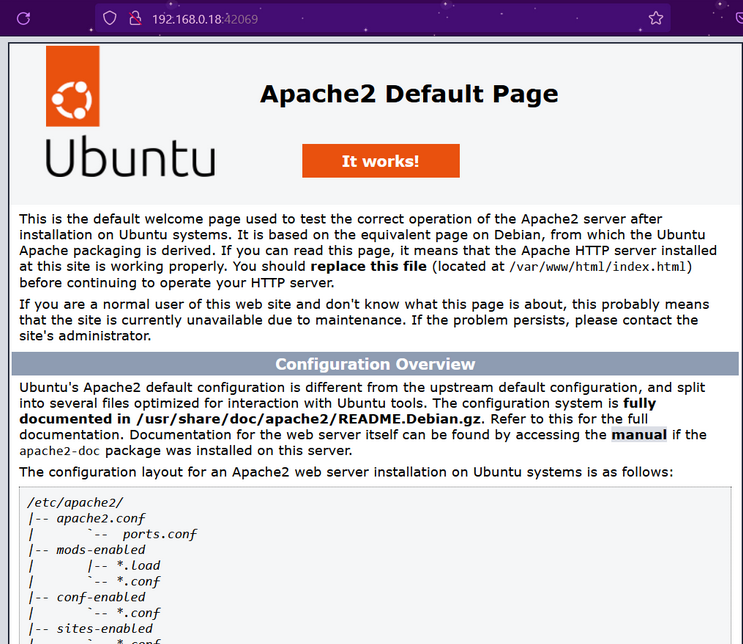 192.168.0.18:42069
Apache2 Default Page
Ubuntu
It works!
This is the default welcome page used to test the correct operation of the Apache2 server after
installation on Ubuntu systems. It is based on the equivalent page on Debian, from which the Ubuntu
Apache packaging is derived. If you can read this page, it means that the Apache HTTP server installed
at this site is working properly. You should replace this file (located at /var/www/html/index.html)
before continuing to operate your HTTP server.
If you are a normal user of this web site and don't know what this page is about, this probably means
that the site is currently unavailable due to maintenance. If the problem persists, please contact the
site's administrator.
Configuration Overview
Ubuntu's Apache2 default configuration is different from the upstream default configuration, and split
into several files optimized for interaction with Ubuntu tools. The configuration system is fully
documented in /usr/share/doc/apache2/README.Debian.gz. Refer to this for the full
documentation. Documentation for the web server itself can be found by accessing the manual if the
apache2-doc package was installed on this server.
The configuration layout for an Apache2 web server installation on Ubuntu systems is as follows:
/etc/apache2/
|-- apache2.conf
|       `--  ports.conf
|-- mods-enabled
|       |-- *.load
|       `-- *.conf
|-- conf-enabled
|       `-- *.conf
|-- sites-enabled
|       `-- *.conf